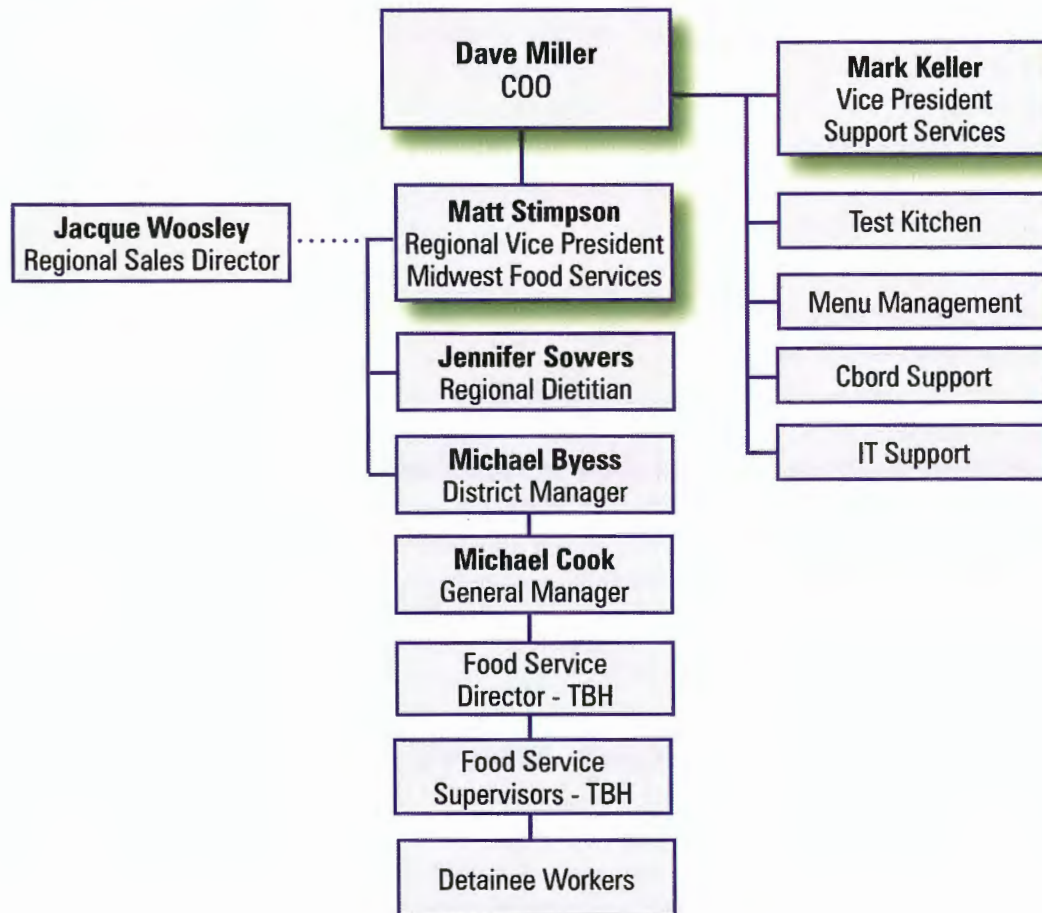 Dave Miller
COO
Mark Keller
Vice President
Support Services
Jacque Woosley
Regional Sales Director
Matt Stimpson
Regional Vice President
Midwest Food Services
Test Kitchen
Menu Management
Jennifer Sowers
Regional Dietitian
Cbord Support
Michael Byess
District Manager
IT Support
Michael Cook
General Manager
Food Service
Director - TBH
Food Service
Supervisors - TBH
Detainee Workers